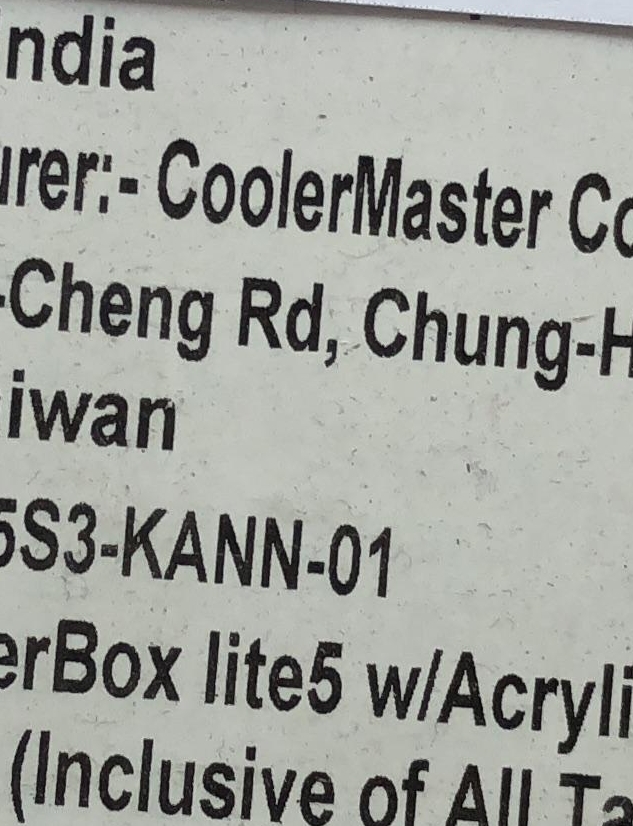 ndia
urer:- CoolerMaster Co
-Cheng Rd, Chung-H
iwan
5S3-KANN-01
erBox lite5 w/Acryli
(Inclusive of All Ta